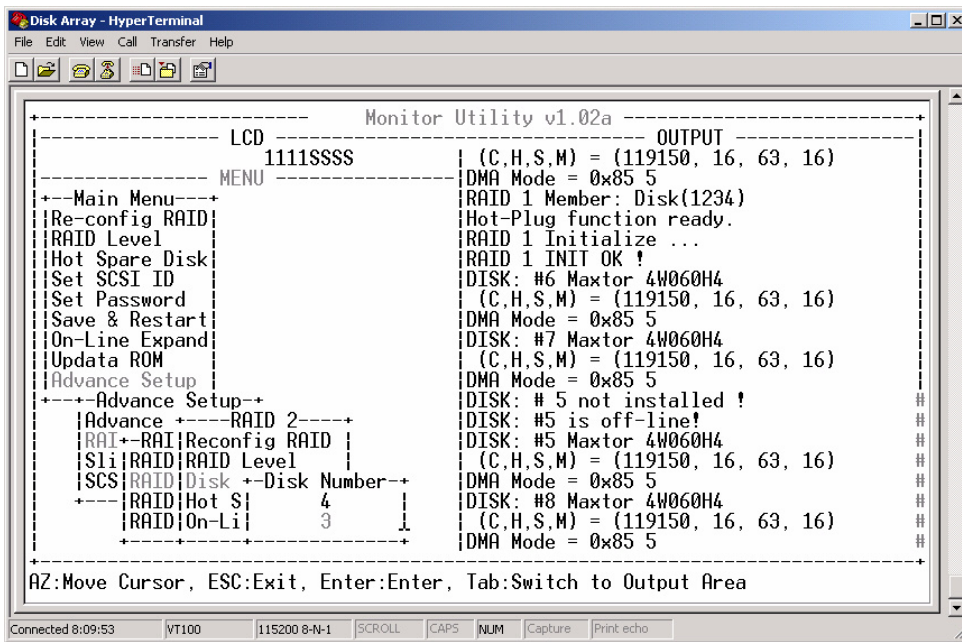 Disk Array - HyperTerminal
File Edit View Call Transfer Help
Monitor Utility v1.02a
LCD
OUTPUT
1111SSSS
(C,H,S,M) = (119150, 16, 63, 16)
MENU
DMA Mode = 0x85 5
Main Menu
RAID 1 Member: Disk(1234)
Re-config RAID
Hot-Plug function ready.
RAID Level
RAID 1 Initialize ...
Hot Spare Disk
RAID 1 INIT OK !
Set SCSI ID
DISK: #6 Maxtor 4W060H4
Set Password
(C,H,S,M) = (119150, 16, 63, 16)
Save & Restart
DMA Mode = 0x85 5
On-Line Expand
DISK: #7 Maxtor 4W060H4
Updata ROM
(C,H,S,M) = (119150, 16, 63, 16)
Advance Setup
DMA Mode = 0x85 5
Advance Setup
DISK: # 5 not installed ! #
Advance RAID 2
DISK: #5 is off-line! #
RAI RAI Reconfig RAID
DISK: #5 Maxtor 4W060H4 #
Sli RAID RAID Level
(C,H,S,M) = (119150, 16, 63, 16) #
SCS RAID Disk Disk Number
DMA Mode = 0x85 5 #
RAID Hot S 4
DISK: #8 Maxtor 4W060H4 #
RAID On-Li 3
(C,H,S,M) = (119150, 16, 63, 16) #
DMA Mode = 0x85 5 #
AZ:Move Cursor, ESC:Exit, Enter:Enter, Tab:Switch to Output Area
Connected 8:09:53 VT100 115200 8-N-1 SCROLL CAPS NUM Capture Print echo